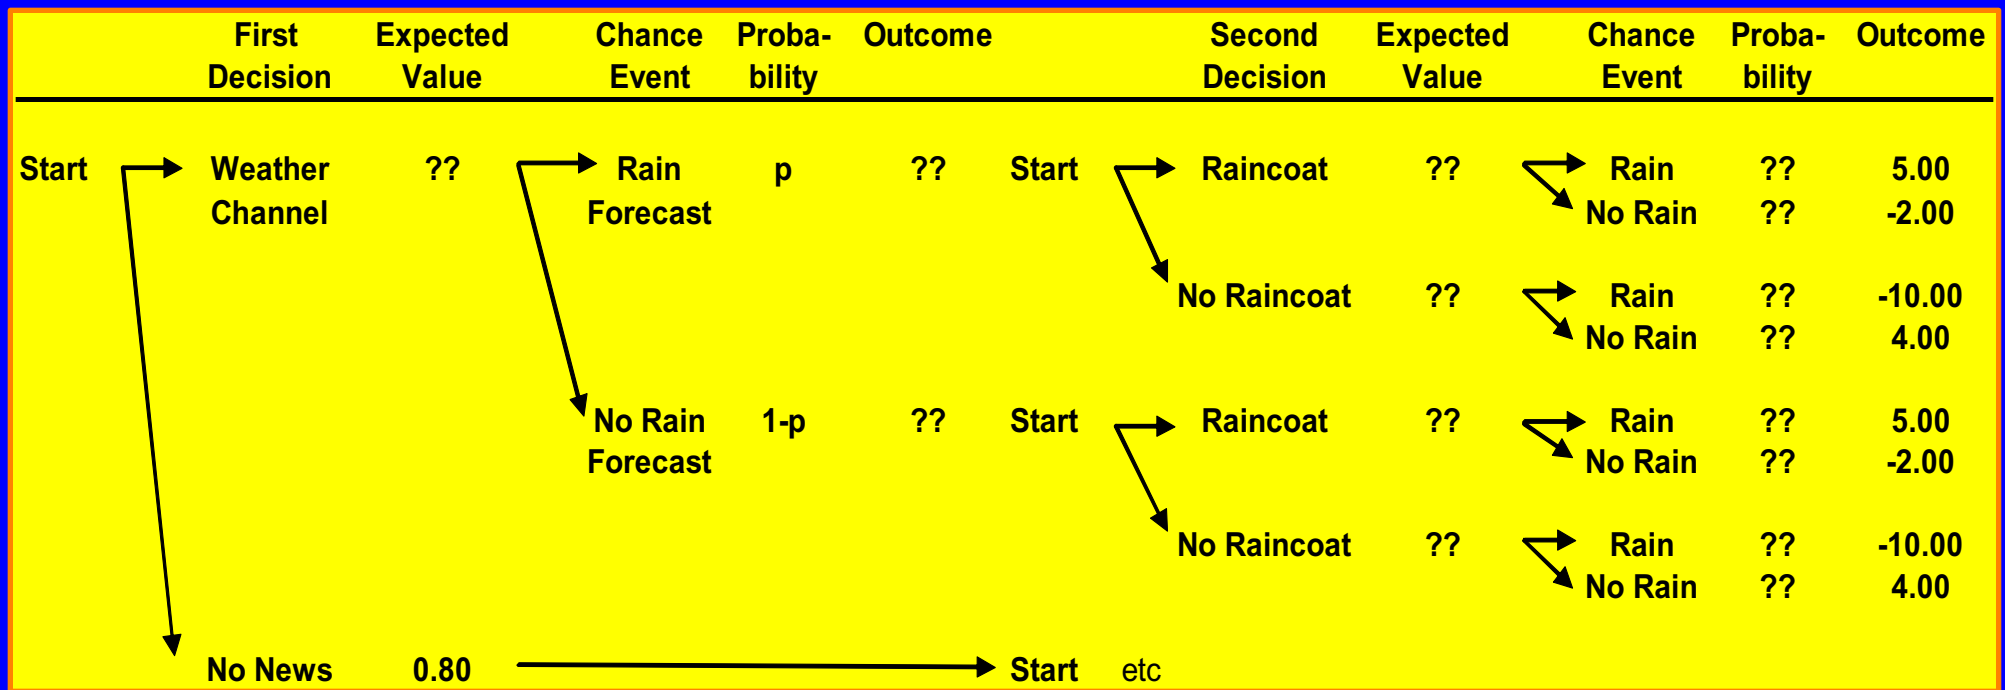 First Expected Chance Proba- Outcome Second Expected Chance Proba- Outcome
Decision Value Event bility Decision Value Event bility
Start Weather ?? Rain p ?? Start Raincoat ?? Rain ?? 5.00
Channel Forecast No Rain ?? -2.00
No Raincoat ?? Rain ?? -10.00
No Rain ?? 4.00
No Rain 1-p ?? Start Raincoat ?? Rain ?? 5.00
Forecast No Rain ?? -2.00
No Raincoat ?? Rain ?? -10.00
No Rain ?? 4.00
No News 0.80 Start etc